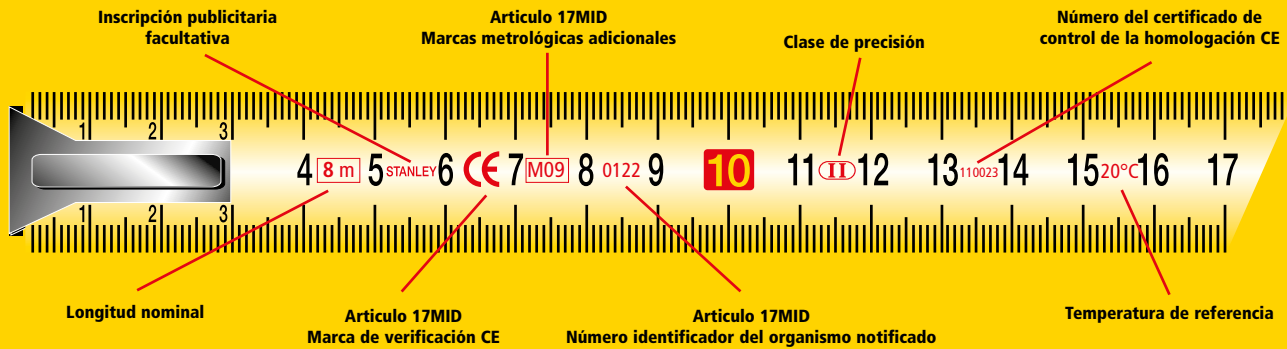 Inscripción publicitaria
facultativa
Articulo 17MID
Marcas metrológicas adicionales
Clase de precisión
Número del certificado de
control de la homologación CE
1 2 3
4 8 m 5 STANLEY 6 CE 7 M09 8 0122 9 10 11 II 12 13 110023 14 15 20°C 16 17
1 2 3
Longitud nominal
Articulo 17MID
Marca de verificación CE
Articulo 17MID
Número identificador del organismo notificado
Temperatura de referencia